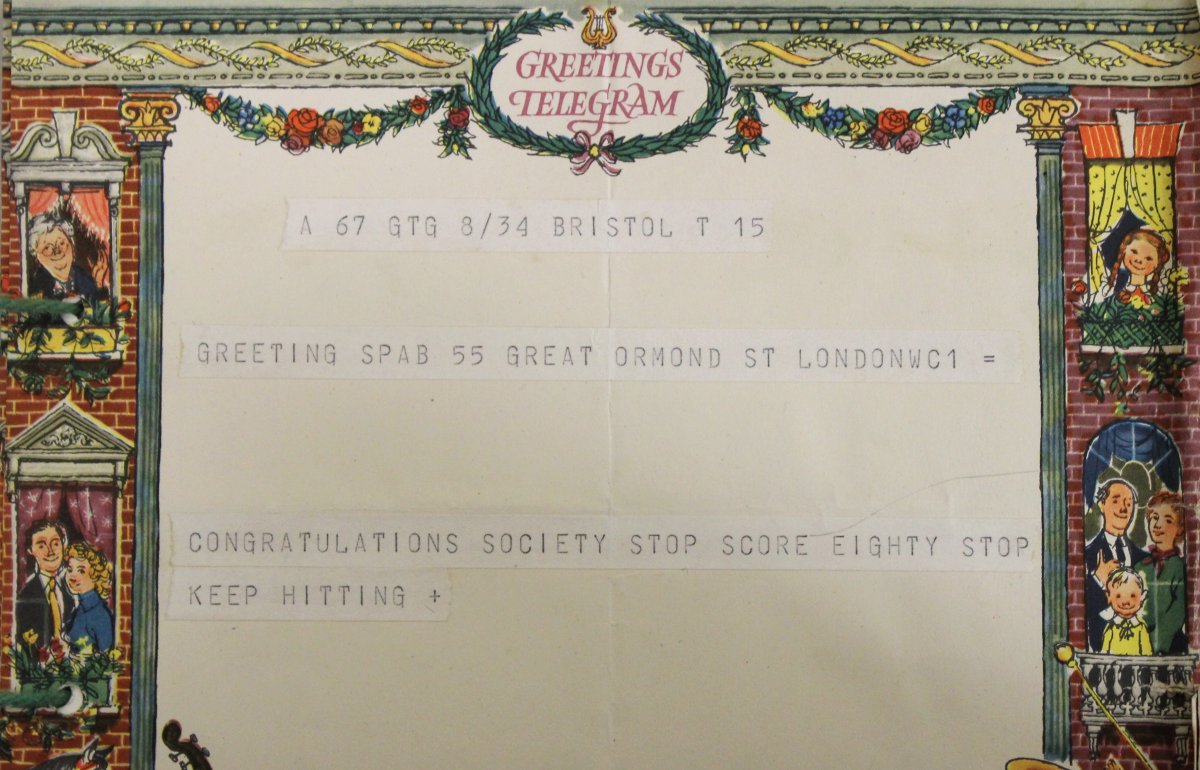 GREETINGS
TELEGRAM
A 67 GTG 8/34 BRISTOL T 15
GREETING SPAB 55 GREAT ORMOND ST LONDONWC1 =
CONGRATULATIONS SOCIETY STOP SCORE EIGHTY STOP
KEEP HITTING +